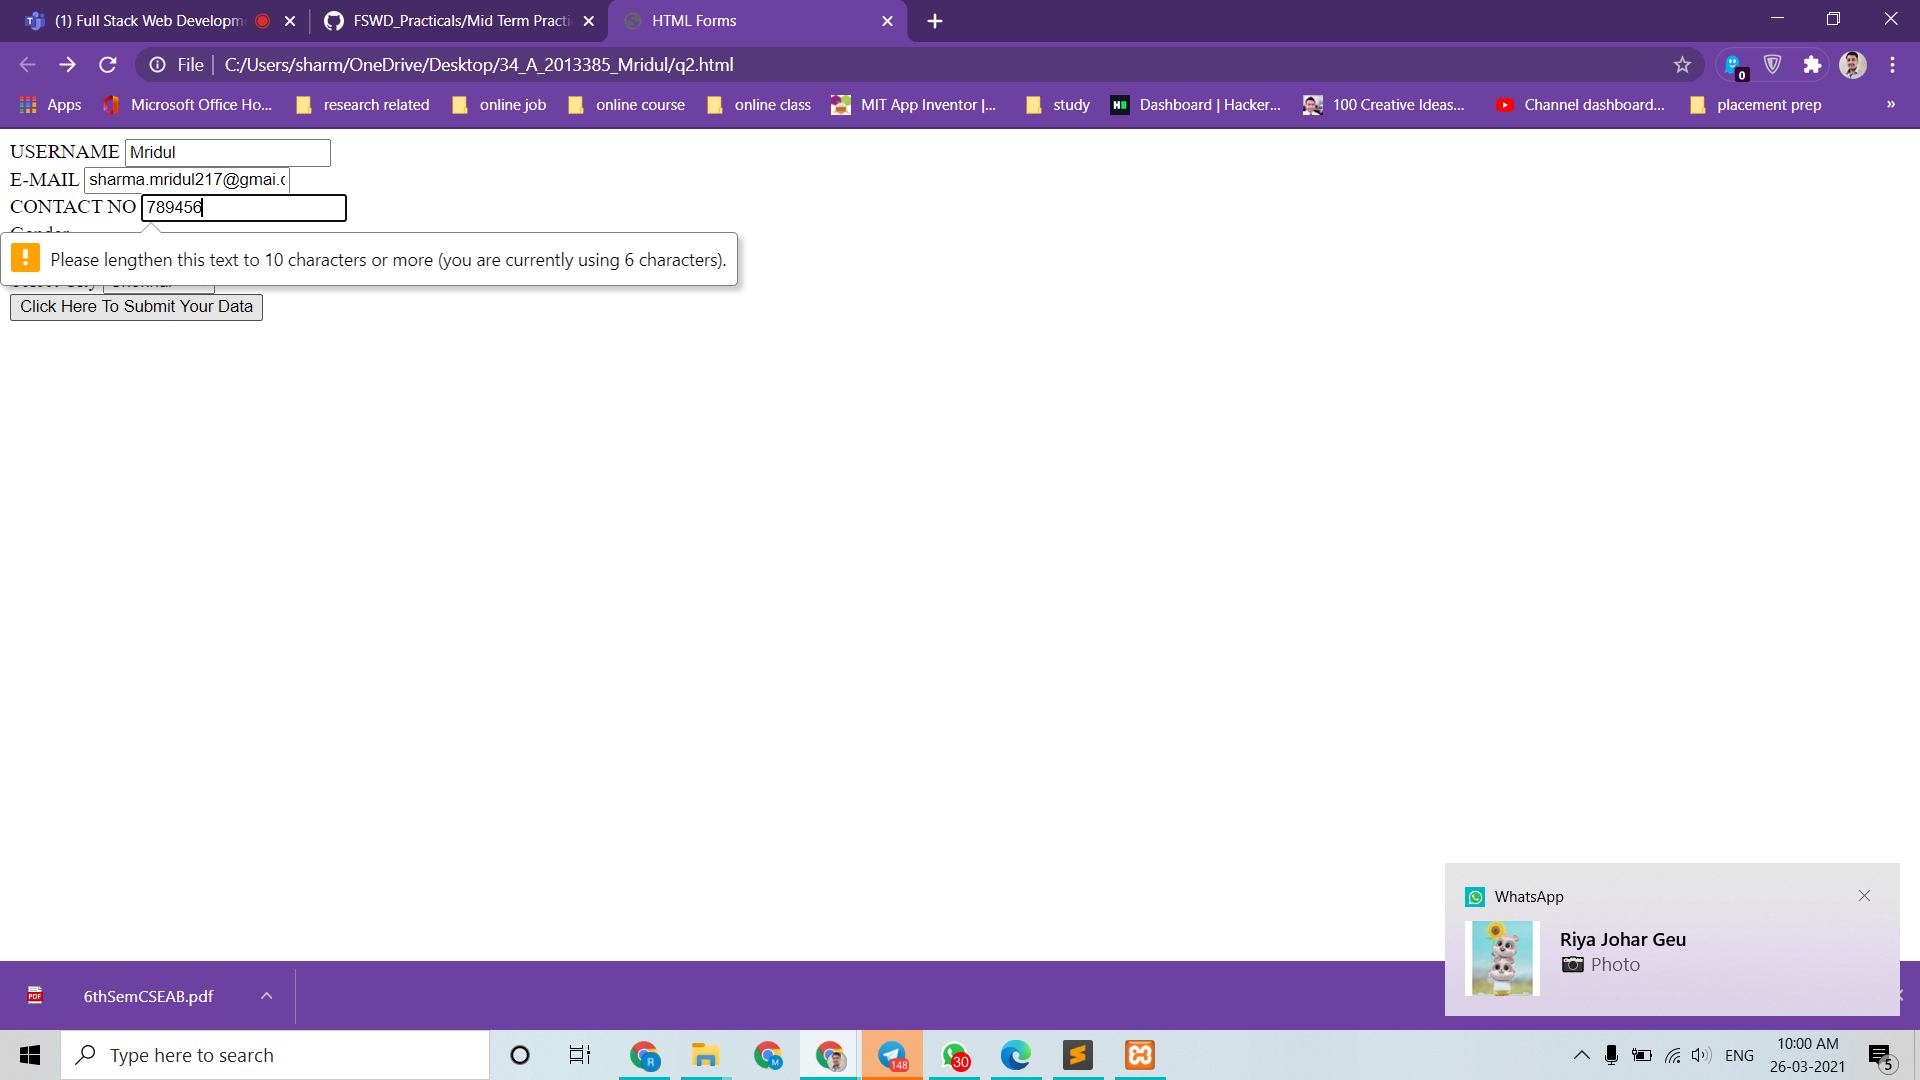 (1) Full Stack Web Developm
FSWD_Practicals/Mid Term Practi
HTML Forms
File
C:/Users/sharm/OneDrive/Desktop/34_A_2013385_Mridul/q2.html
0
Apps
Microsoft Office Ho...
research related
online job
online course
online class
MIT App Inventor |...
study
Dashboard | Hacker...
100 Creative Ideas...
Channel dashboard...
placement prep
»
USERNAME Mridul
E-MAIL sharma.mridul217@gmai.c
CONTACT NO 789456
Gender
Please lengthen this text to 10 characters or more (you are currently using 6 characters).
Click Here To Submit Your Data
WhatsApp
Riya Johar Geu
Photo
PDF
6thSemCSEAB.pdf
Type here to search
R
M
148
30
ENG
10:00 AM
26-03-2021
5